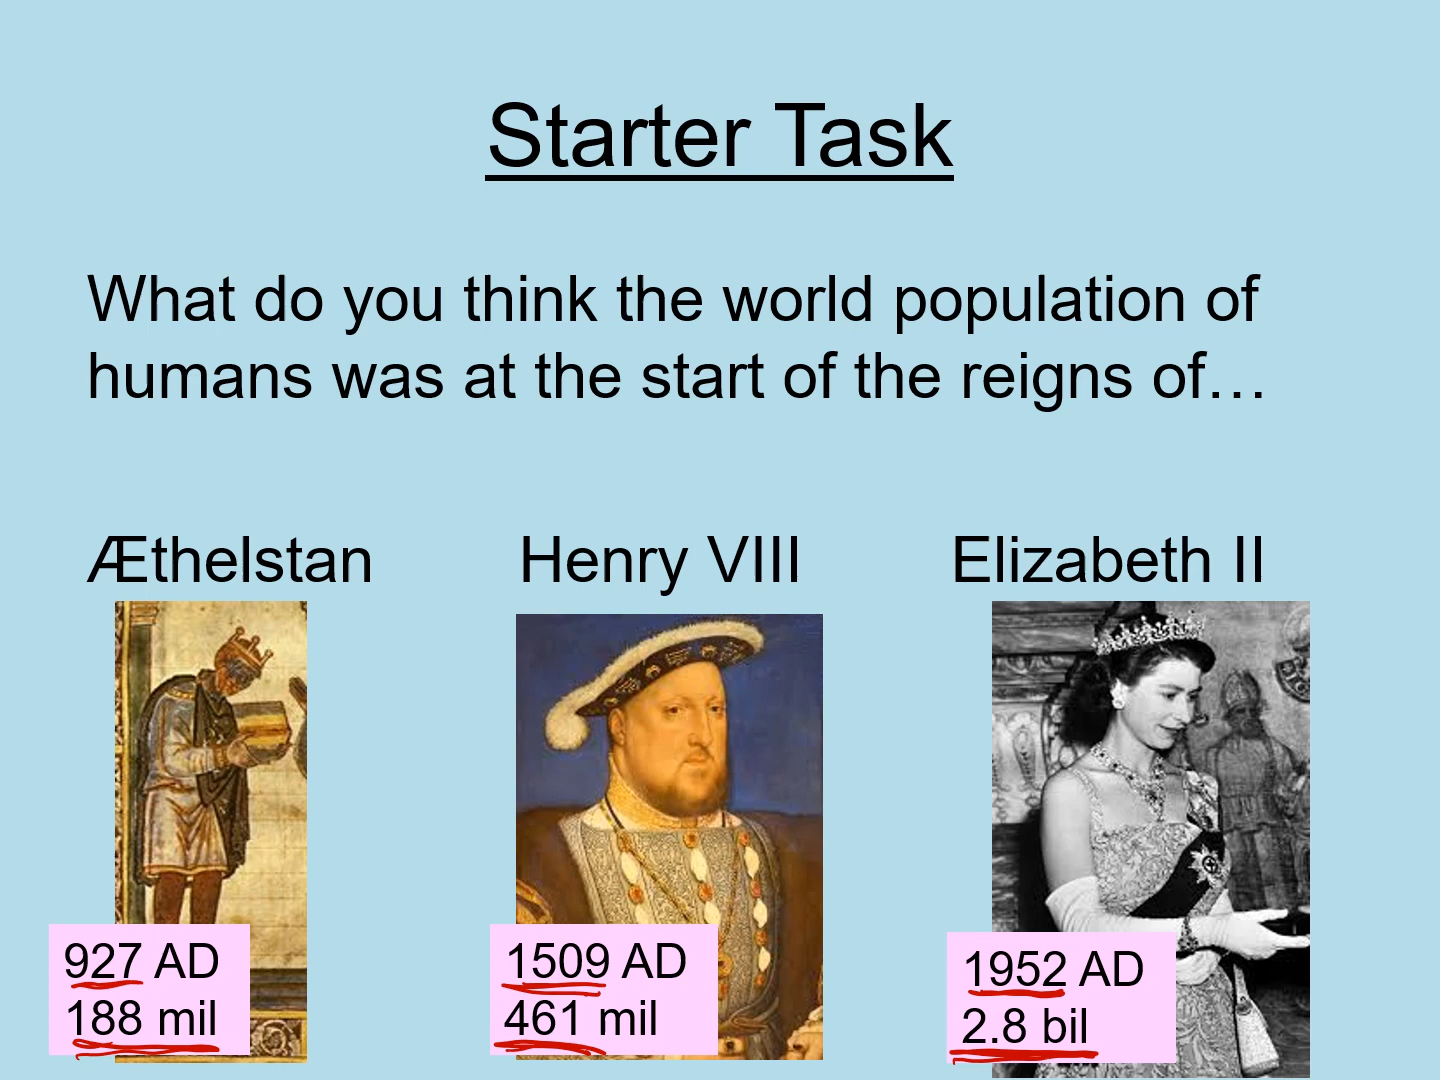 Starter Task
What do you think the world population of
humans was at the start of the reigns of…
Æthelstan
Henry VIII
Elizabeth II
927 AD
188 mil
1509 AD
461 mil
1952 AD
2.8 bil